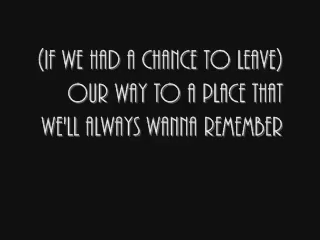 (IF WE HAD A CHANCE TO LEAVE)
OUR WAY TO A PLACE THAT
WE'LL ALWAYS WANNA REMEMBER